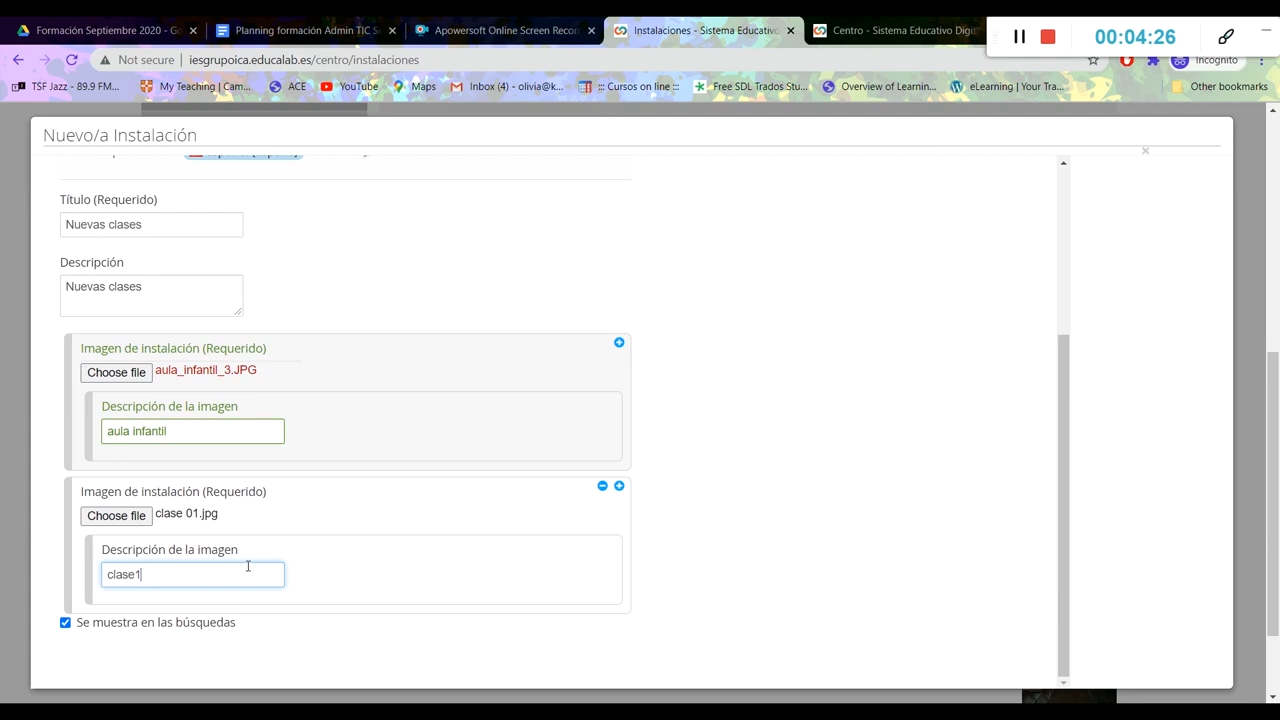 Formación Septiembre 2020 - Go
Planning formación Admin TIC S
Apowersoft Online Screen Recor
Instalaciones - Sistema Educativo
Centro - Sistema Educativo Digit
00:04:26
Not secure
iesgrupoica.educalab.es/centro/instalaciones
Incógnito
TSF Jazz - 89.9 FM...
My Teaching | Cam...
ACE
YouTube
Maps
Inbox (4) - olivia@k...
::: Cursos on line :::
Free SDL Trados Stu...
Overview of Learnin...
eLearning | Your Tra...
Other bookmarks
Nuevo/a Instalación
Título (Requerido)
Nuevas clases
Descripción
Nuevas clases
Imagen de instalación (Requerido)
Choose file aula_infantil_3.JPG
Descripción de la imagen
aula infantil
Imagen de instalación (Requerido)
Choose file clase 01.jpg
Descripción de la imagen
clase1
Se muestra en las búsquedas